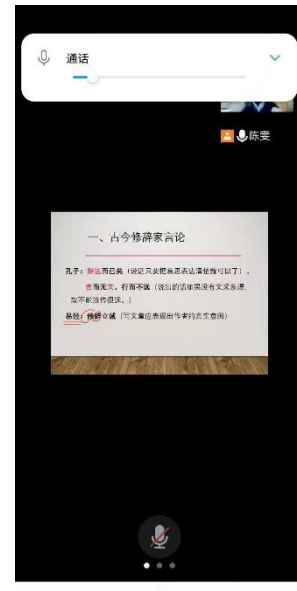 通话
陈雯
一、古今修辞家言论
孔子：辞达而已矣（说话只要把意思表达清楚就可以了）。
言而无文，行而不远（说出的话如果没有文采条理，
就不能流传很远。）
易经：修辞立诚（写文章应表现出作者的真实意图）